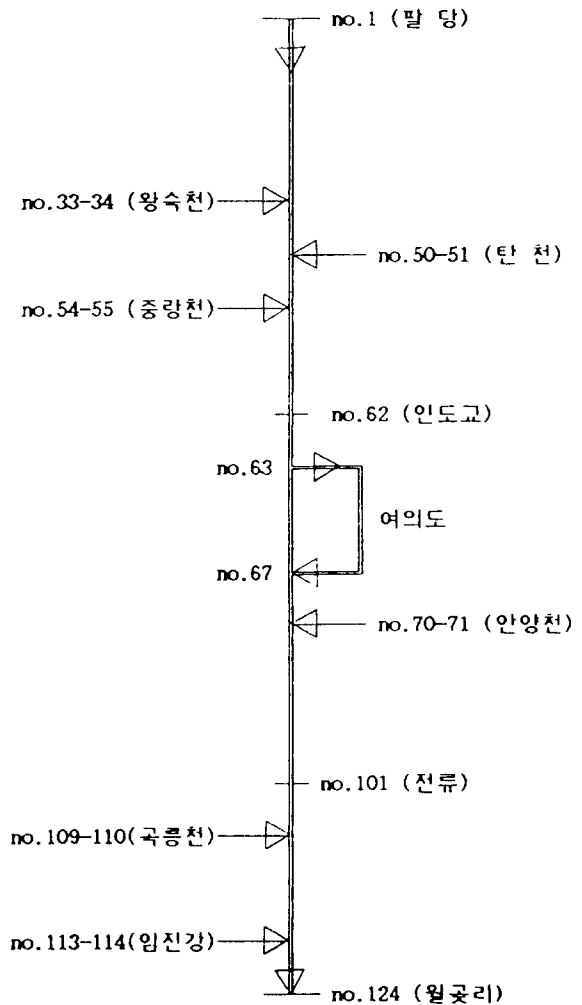 no.1 (팔 당)
no.33-34 (왕숙천)
no.50-51 (탄 천)
no.54-55 (중랑천)
no.62 (인도교)
no.63
여의도
no.67
no.70-71 (안양천)
no.101 (전류)
no.109-110(곡릉천)
no.113-114(임진강)
no.124 (월곶리)